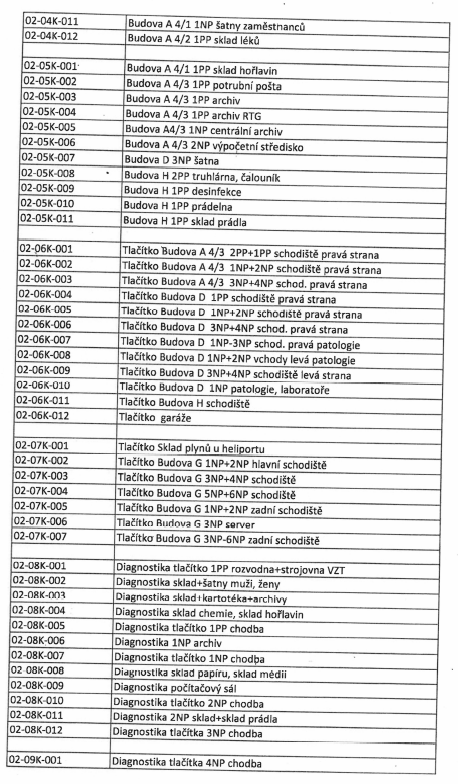 02-04K-011 Budova A 4/1 1NP šatny zaměstnanců
02-04K-012 Budova A 4/2 1PP sklad léků
02-05K-001 Budova A 4/1 1PP sklad hořlavin
02-05K-002 Budova A 4/3 1PP potrubní pošta
02-05K-003 Budova A 4/3 1PP archiv
02-05K-004 Budova A 4/3 1PP archiv RTG
02-05K-005 Budova A4/3 1NP centrální archiv
02-05K-006 Budova A 4/3 2NP výpočetní středisko
02-05K-007 Budova D 3NP šatna
02-05K-008 Budova H 2PP truhlárna, čalouník
02-05K-009 Budova H 1PP desinfekce
02-05K-010 Budova H 1PP prádelna
02-05K-011 Budova H 1PP sklad prádla
02-06K-001 Tlačítko Budova A 4/3 2PP+1PP schodiště pravá strana
02-06K-002 Tlačítko Budova A 4/3 1NP+2NP schodiště pravá strana
02-06K-003 Tlačítko Budova A 4/3 3NP+4NP schod. pravá strana
02-06K-004 Tlačítko Budova D 1PP schodiště pravá strana
02-06K-005 Tlačítko Budova D 1NP+2NP schodiště pravá strana
02-06K-006 Tlačítko Budova D 3NP+4NP schod. pravá strana
02-06K-007 Tlačítko Budova D 1NP-3NP schod. pravá patologie
02-06K-008 Tlačítko Budova D 1NP+2NP vchody levá patologie
02-06K-009 Tlačítko Budova D 3NP+4NP schodiště levá strana
02-06K-010 Tlačítko Budova D 1NP patologie, laboratoře
02-06K-011 Tlačítko Budova H schodiště
02-06K-012 Tlačítko garáže
02-07K-001 Tlačítko Sklad plynů u heliportu
02-07K-002 Tlačítko Budova G 1NP+2NP hlavní schodiště
02-07K-003 Tlačítko Budova G 3NP+4NP schodiště
02-07K-004 Tlačítko Budova G 5NP+6NP schodiště
02-07K-005 Tlačítko Budova G 1NP+2NP zadní schodiště
02-07K-006 Tlačítko Budova G 3NP server
02-07K-007 Tlačítko Budova G 3NP-6NP zadní schodiště
02-08K-001 Diagnostika tlačítko 1PP rozvodna+strojovna VZT
02-08K-002 Diagnostika sklad+šatny muži, ženy
02-08K-003 Diagnostika sklad+kartotéka+archivy
02-08K-004 Diagnostika sklad chemie, sklad hořlavin
02-08K-005 Diagnostika tlačítko 1PP chodba
02-08K-006 Diagnostika 1NP archiv
02-08K-007 Diagnostika tlačítko 1NP chodba
02-08K-008 Diagnostika sklad papíru, sklad médií
02-08K-009 Diagnostika počítačový sál
02-08K-010 Diagnostika tlačítko 2NP chodba
02-08K-011 Diagnostika 2NP sklad+sklad prádla
02-08K-012 Diagnostika tlačítka 3NP chodba
02-09K-001 Diagnostika tlačítka 4NP chodba